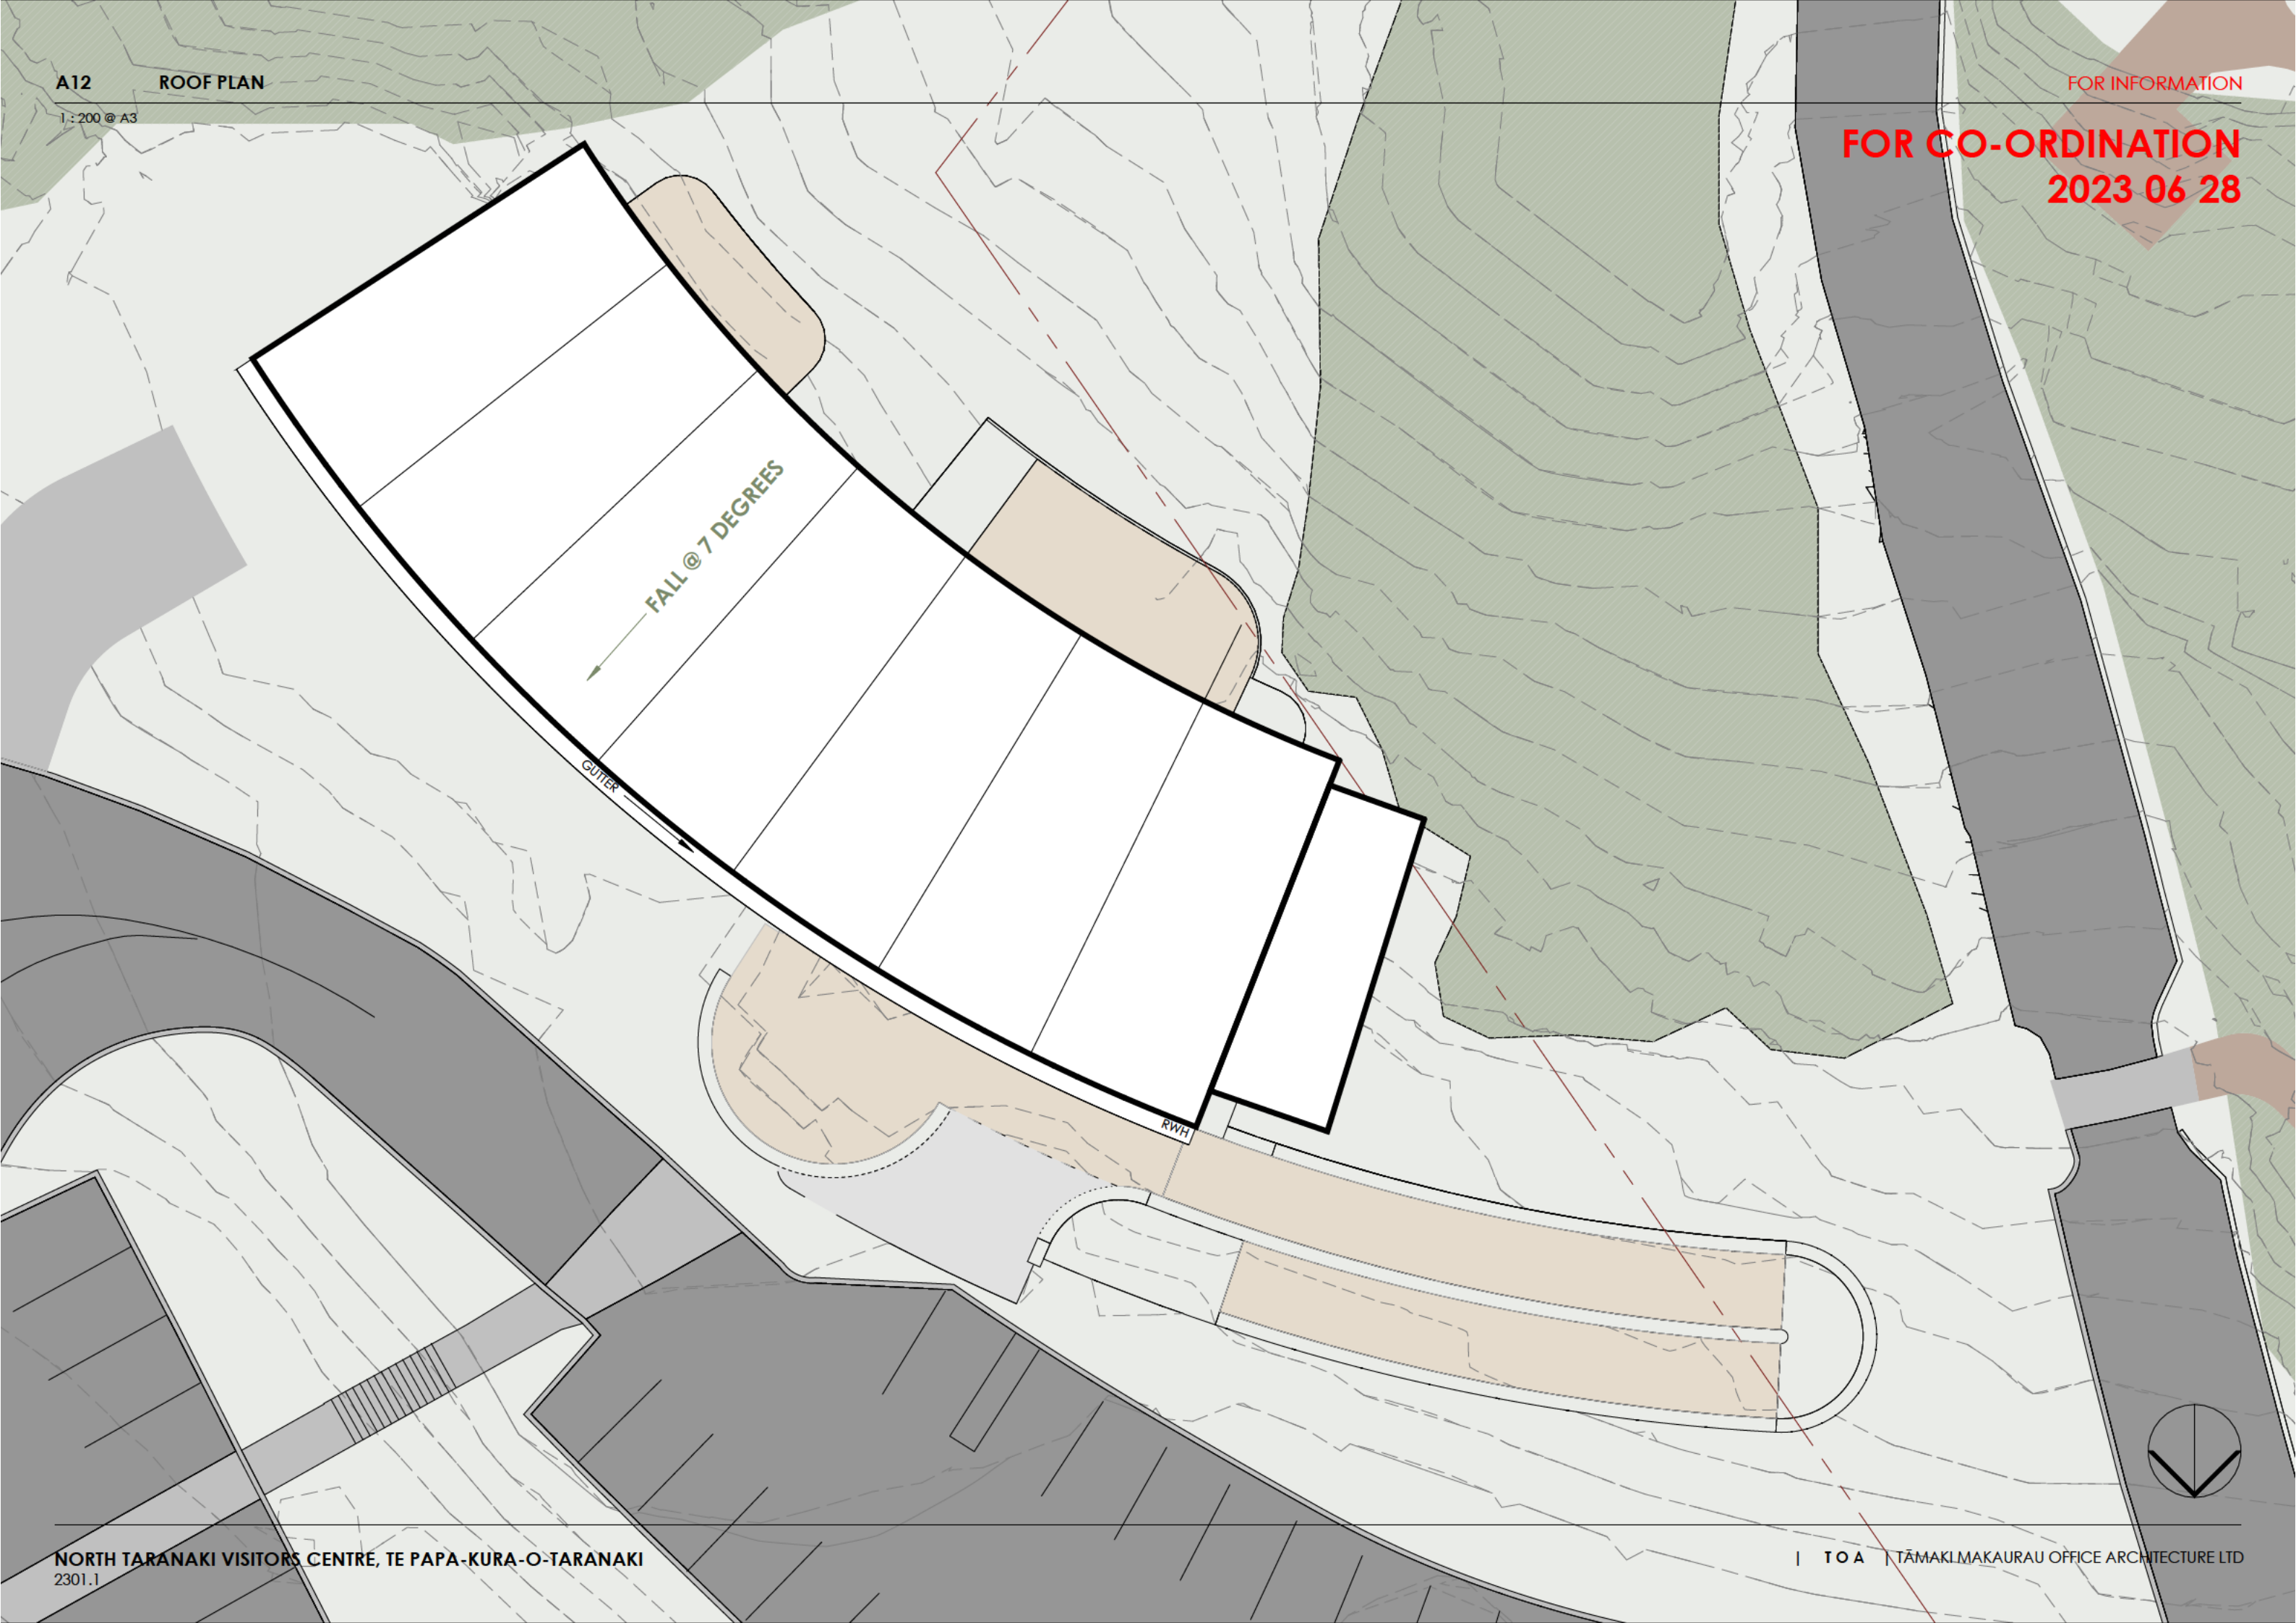 A12 ROOF PLAN
FOR INFORMATION
1 : 200 @ A3
FOR CO-ORDINATION
2023 06 28
FALL @ 7 DEGREES
GUTTER
RWH
NORTH TARANAKI VISITORS CENTRE, TE PAPA-KURA-O-TARANAKI
2301.1
| TOA | TĀMAKI MAKAURAU OFFICE ARCHITECTURE LTD